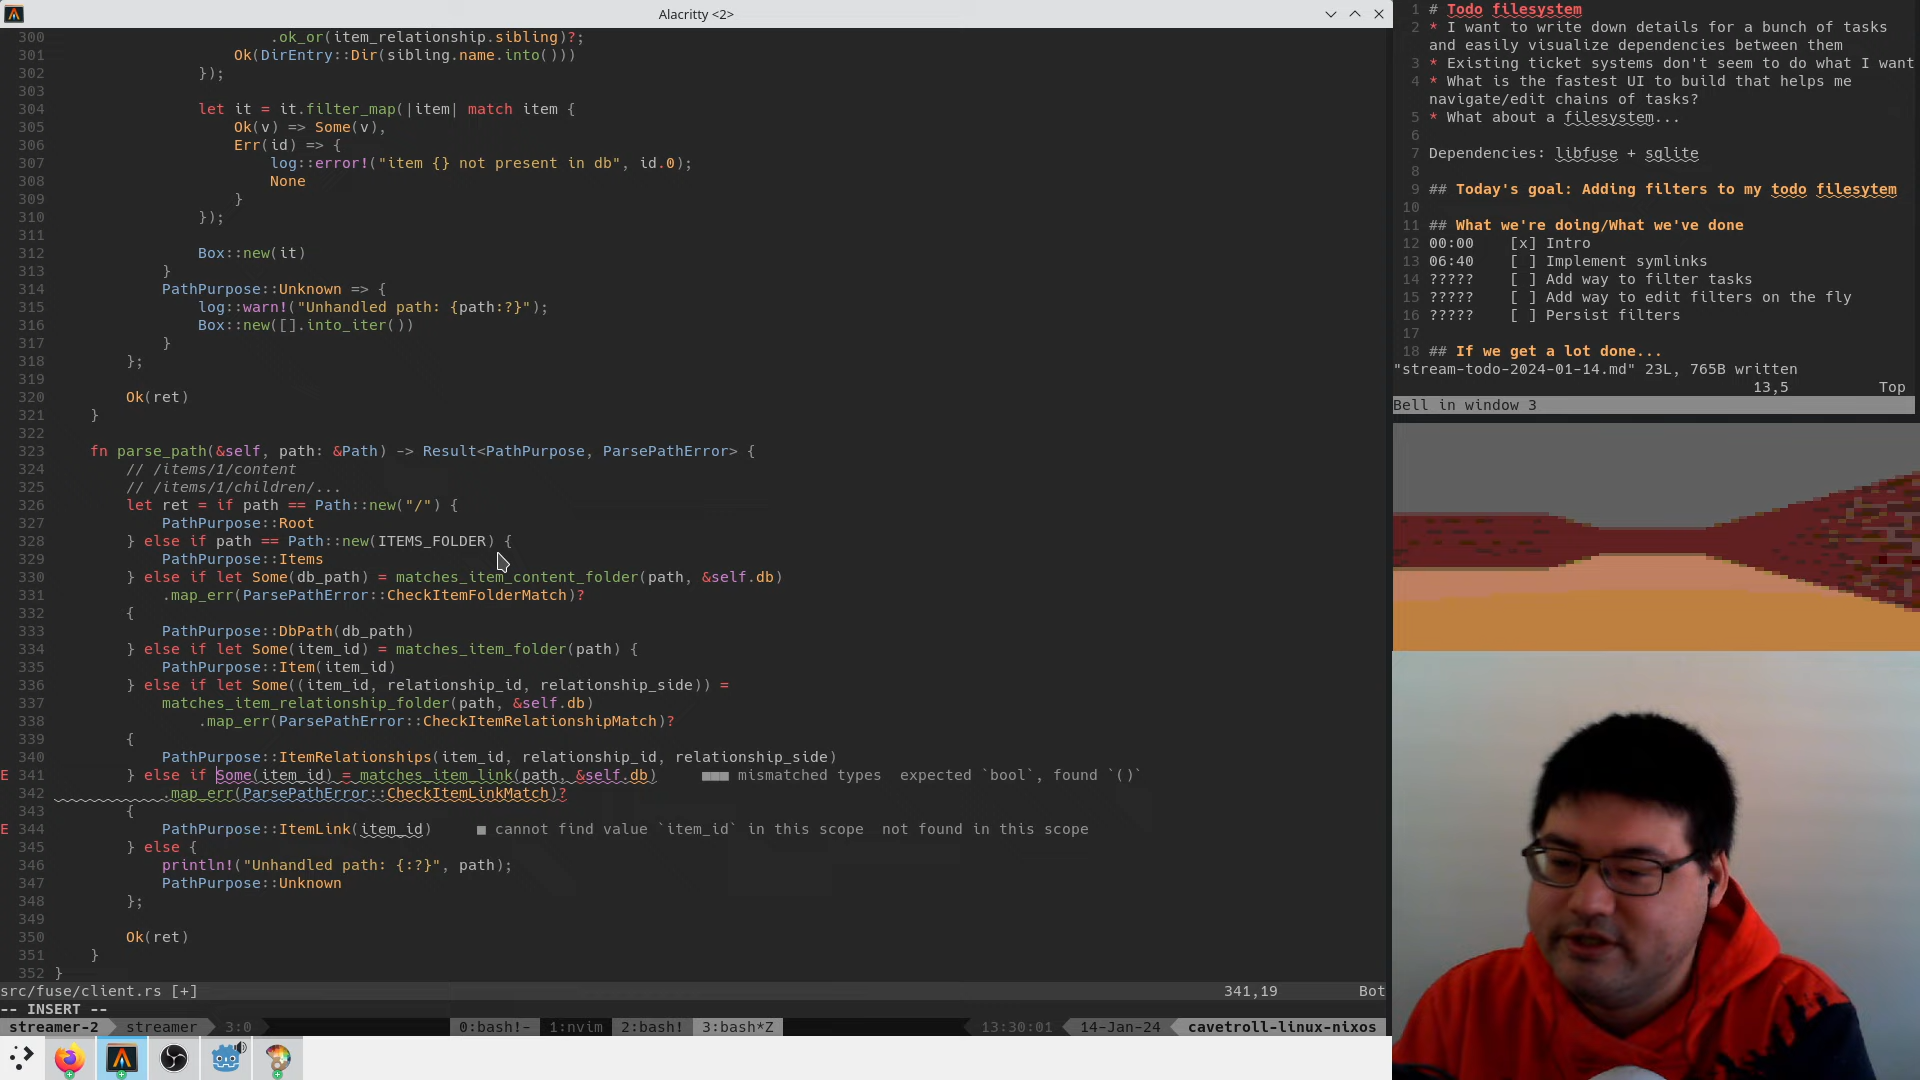 Alacritty <2>
300 .ok_or(item_relationship.sibling)?;
301 Ok(DirEntry::Dir(sibling.name.into()))
302 });
303
304 let it = it.filter_map(|item| match item {
305 Ok(v) => Some(v),
306 Err(id) => {
307 log::error!("item {} not present in db", id.0);
308 None
309 }
310 });
311
312 Box::new(it)
313 }
314 PathPurpose::Unknown => {
315 log::warn!("Unhandled path: {path:?}");
316 Box::new([].into_iter())
317 }
318 };
319
320 Ok(ret)
321 }
322
323 fn parse_path(&self, path: &Path) -> Result<PathPurpose, ParsePathError> {
324 // /items/1/content
325 // /items/1/children/...
326 let ret = if path == Path::new("/") {
327 PathPurpose::Root
328 } else if path == Path::new(ITEMS_FOLDER) {
329 PathPurpose::Items
330 } else if let Some(db_path) = matches_item_content_folder(path, &self.db)
331 .map_err(ParsePathError::CheckItemFolderMatch)?
332 {
333 PathPurpose::DbPath(db_path)
334 } else if let Some(item_id) = matches_item_folder(path) {
335 PathPurpose::Item(item_id)
336 } else if let Some((item_id, relationship_id, relationship_side)) =
337 matches_item_relationship_folder(path, &self.db)
338 .map_err(ParsePathError::CheckItemRelationshipMatch)?
339 {
340 PathPurpose::ItemRelationships(item_id, relationship_id, relationship_side)
E 341 } else if Some(item_id) = matches_item_link(path, &self.db) ■■■ mismatched types expected `bool`, found `()`
342 .map_err(ParsePathError::CheckItemLinkMatch)?
343 {
E 344 PathPurpose::ItemLink(item_id) ■ cannot find value `item_id` in this scope not found in this scope
345 } else {
346 println!("Unhandled path: {:?}", path);
347 PathPurpose::Unknown
348 };
349
350 Ok(ret)
351 }
352 }
src/fuse/client.rs [+] 341,19 Bot
-- INSERT --
streamer-2 streamer 3:0 0:bash!- 1:nvim 2:bash! 3:bash*Z 13:30:01 14-Jan-24 cavetroll-linux-nixos
1 # Todo filesystem
2 * I want to write down details for a bunch of tasks
and easily visualize dependencies between them
3 * Existing ticket systems don't seem to do what I want
4 * What is the fastest UI to build that helps me
navigate/edit chains of tasks?
5 * What about a filesystem...
6
7 Dependencies: libfuse + sqlite
8
9 ## Today's goal: Adding filters to my todo filesytem
10
11 ## What we're doing/What we've done
12 00:00 [x] Intro
13 06:40 [ ] Implement symlinks
14 ????? [ ] Add way to filter tasks
15 ????? [ ] Add way to edit filters on the fly
16 ????? [ ] Persist filters
17
18 ## If we get a lot done...
"stream-todo-2024-01-14.md" 23L, 765B written
13,5 Top
Bell in window 3